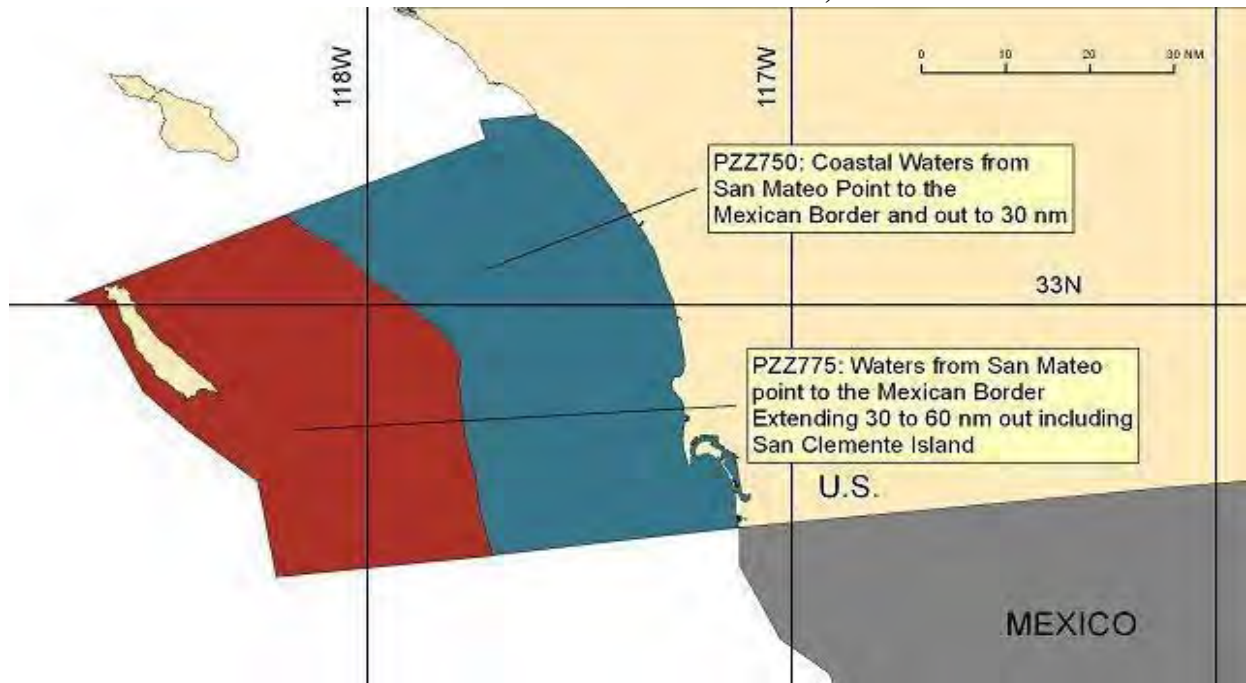 0 10 20 30 NM
118W
117W
PZZ750: Coastal Waters from
San Mateo Point to the
Mexican Border and out to 30 nm
33N
PZZ775: Waters from San Mateo
point to the Mexican Border
Extending 30 to 60 nm out including
San Clemente Island
U.S.
MEXICO